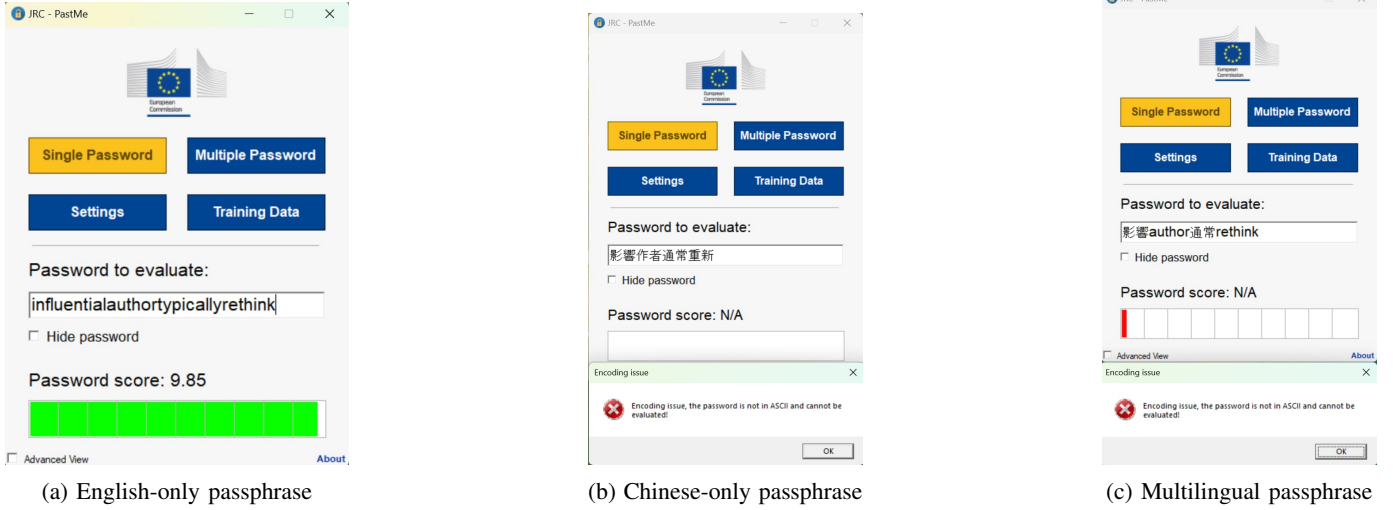 JRC - PastMe
European
Commission
Single Password
Multiple Password
Settings
Training Data
Password to evaluate:
influentialauthortypicallyrethink
Hide password
Password score: 9.85
Advanced View
About
(a) English-only passphrase
JRC - PastMe
European
Commission
Single Password
Multiple Password
Settings
Training Data
Password to evaluate:
影響作者通常重新
Hide password
Password score: N/A
Encoding issue
Encoding issue, the password is not in ASCII and cannot be
evaluated!
OK
(b) Chinese-only passphrase
European
Commission
Single Password
Multiple Password
Settings
Training Data
Password to evaluate:
影響author通常rethink
Hide password
Password score: N/A
Advanced View
About
Encoding issue
Encoding issue, the password is not in ASCII and cannot be
evaluated!
OK
(c) Multilingual passphrase